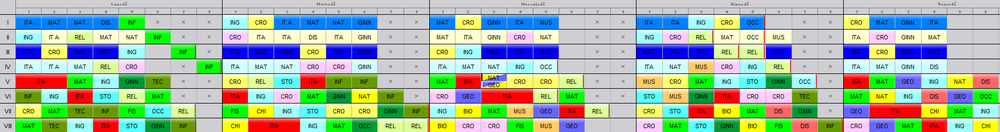 Lunedì Martedì Mercoledì Giovedì Venerdì
1 2 3 4 5 6 7 8 1 2 3 4 5 6 7 8 1 2 3 4 5 6 7 8 1 2 3 4 5 6 7 8 1 2 3 4 5 6
I ITA MAT NAT DIS INF × × × ING CRO IT A MAT NAT GINN × × MAT CRO GINN ITA MUS × × ITA ITA ING CRO OCC × × CRO MAT GINN ITA
II ING IT A REL MAT NAT INF × × CRO ITA ITA DIS ITA GINN × × MAT ITA GINN CRO NAT × × ING CRO REL MAT OCC MUS × × ITA CRO GINN MAT
III ITA CRO MAT NAT ING INF × ITA MAT NAT CRO DIS GINN × × CRO ING GINN ITA MUS × × MAT ITA ITA REL REL OCC × × ITA CRO GINN MAT
IV ITA IT A MAT REL CRO × INF ITA MAT NAT CRO CRO GINN × × ITA MAT NAT ING OCC × × ITA NAT MUS CRO ING REL × × ITA MAT GINN DIS
V ITA MAT ING GINN TEC × × CRO REL STO ITA INF INF × × MAT ITA NAT GEO CRO CRO REL × × MUS CRO MAT ING STO GINN OCC × ITA MAT GEO ING NAT DIS
VI INF ING ITA STO REL MAT × × ITA ING CRO MAT GINN NAT INF × CRO GEO ITA REL MAT × × STO MUS GINN ITA CRO CRO TEC × MAT NAT ING DIS GEO OCC
VII CRO MAT TEC INF FIS OCC REL × FIS CHI ING STO CRO CRO GINN INF ING BIO MAT MUS GEO ITA REL × CRO STO ITA BIO MAT DIS GINN × GEO ITA CHI MAT ING
VIII MAT TEC ING ITA STO GINN INF × CHI ITA ING MAT OCC REL REL BIO CRO CRO FIS MUS GEO × × CRO MAT STO GINN BIO FIS DIS INF CRO GEO MAT ITA ING CHI